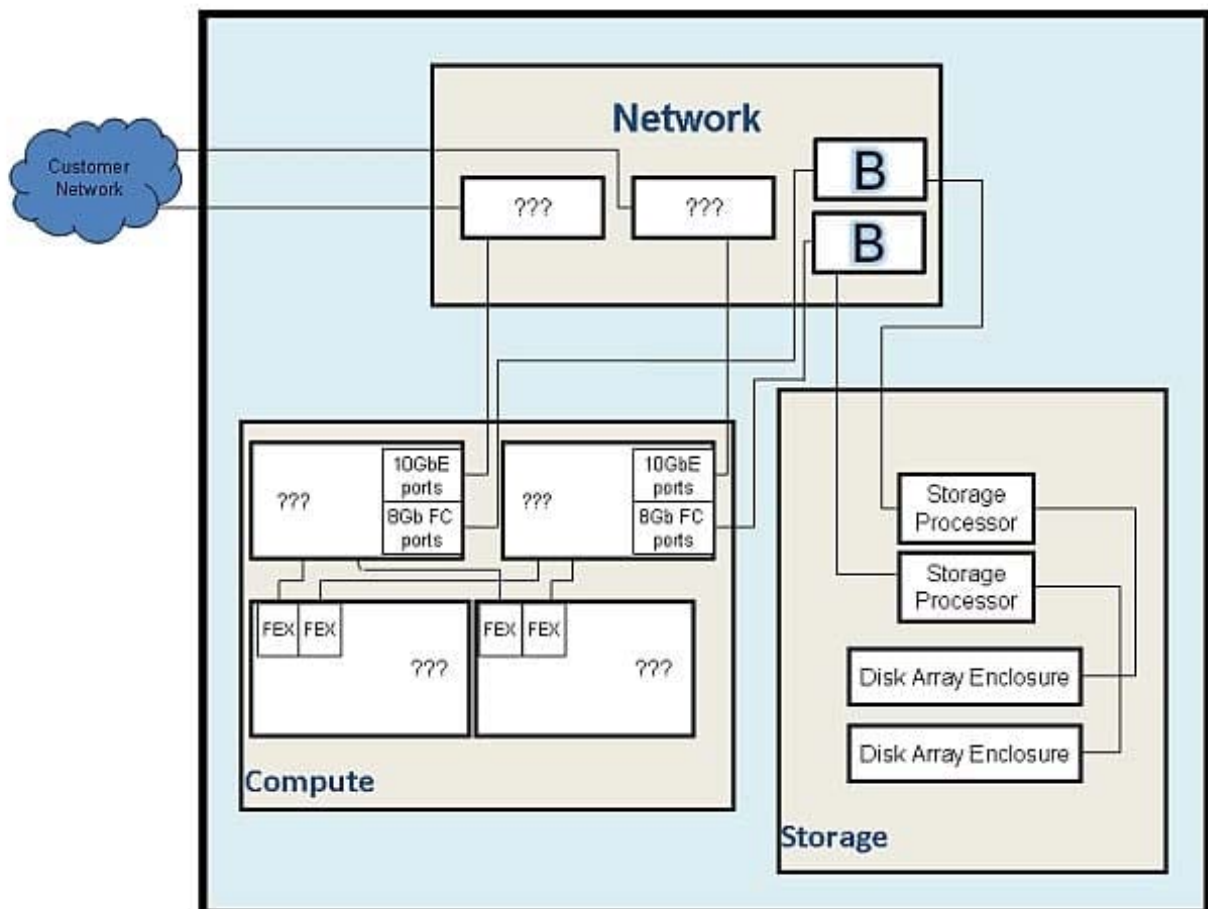 Network
Customer
Network
B
???
???
B
10GbE
ports
8Gb FC
ports
???
10GbE
ports
8Gb FC
ports
???
FEX
FEX
???
FEX
FEX
???
Compute
Storage
Processor
Storage
Processor
Disk Array Enclosure
Disk Array Enclosure
Storage